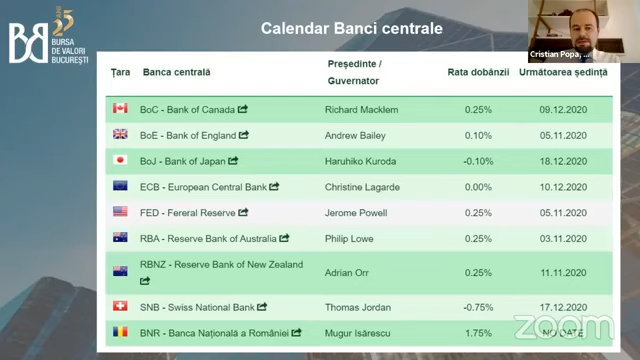 25 ANI
BURSA
DE VALORI
BUCUREȘTI
Calendar Banci centrale
Cristian Popa, ...
Țara Banca centrală Președinte / Guvernator Rata dobânzii Următoarea ședință
BoC - Bank of Canada Richard Macklem 0.25% 09.12.2020
BoE - Bank of England Andrew Bailey 0.10% 05.11.2020
BoJ - Bank of Japan Haruhiko Kuroda -0.10% 18.12.2020
ECB - European Central Bank Christine Lagarde 0.00% 10.12.2020
FED - Fereral Reserve Jerome Powell 0.25% 05.11.2020
RBA - Reserve Bank of Australia Philip Lowe 0.25% 03.11.2020
RBNZ - Reserve Bank of New Zealand Adrian Orr 0.25% 11.11.2020
SNB - Swiss National Bank Thomas Jordan -0.75% 17.12.2020
BNR - Banca Națională a României Mugur Isărescu 1.75% NO DATE
zoom